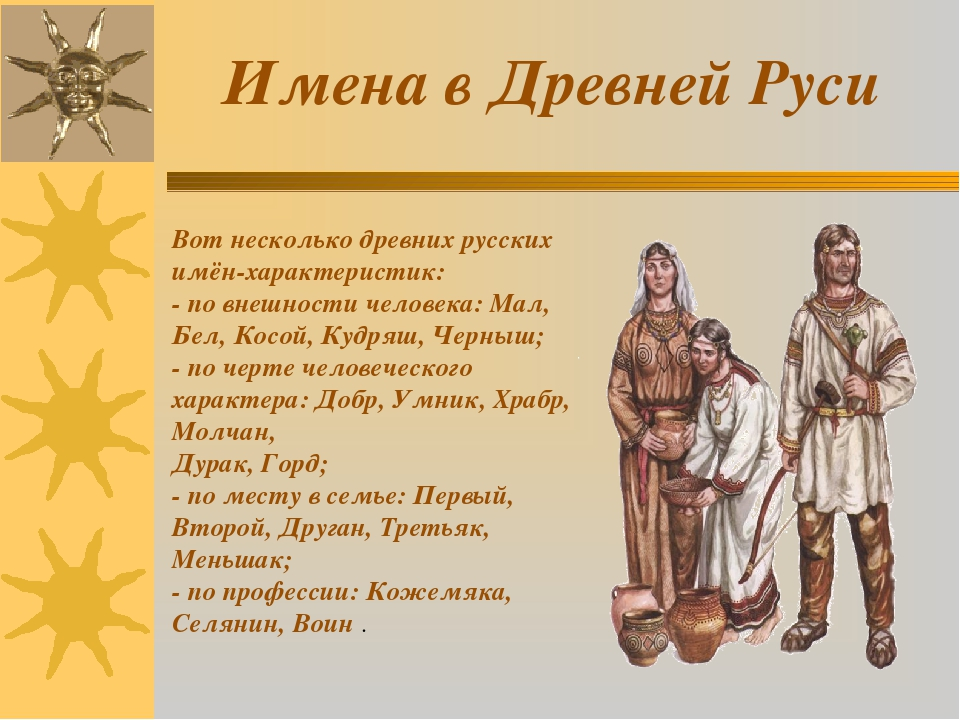 Имена в Древней Руси
Вот несколько древних русских
имён-характеристик:
- по внешности человека: Мал,
Бел, Косой, Кудряш, Черныш;
- по черте человеческого
характера: Добр, Умник, Храбр,
Молчан,
Дурак, Горд;
- по месту в семье: Первый,
Второй, Друган, Третьяк,
Меньшак;
- по профессии: Кожемяка,
Селянин, Воин .